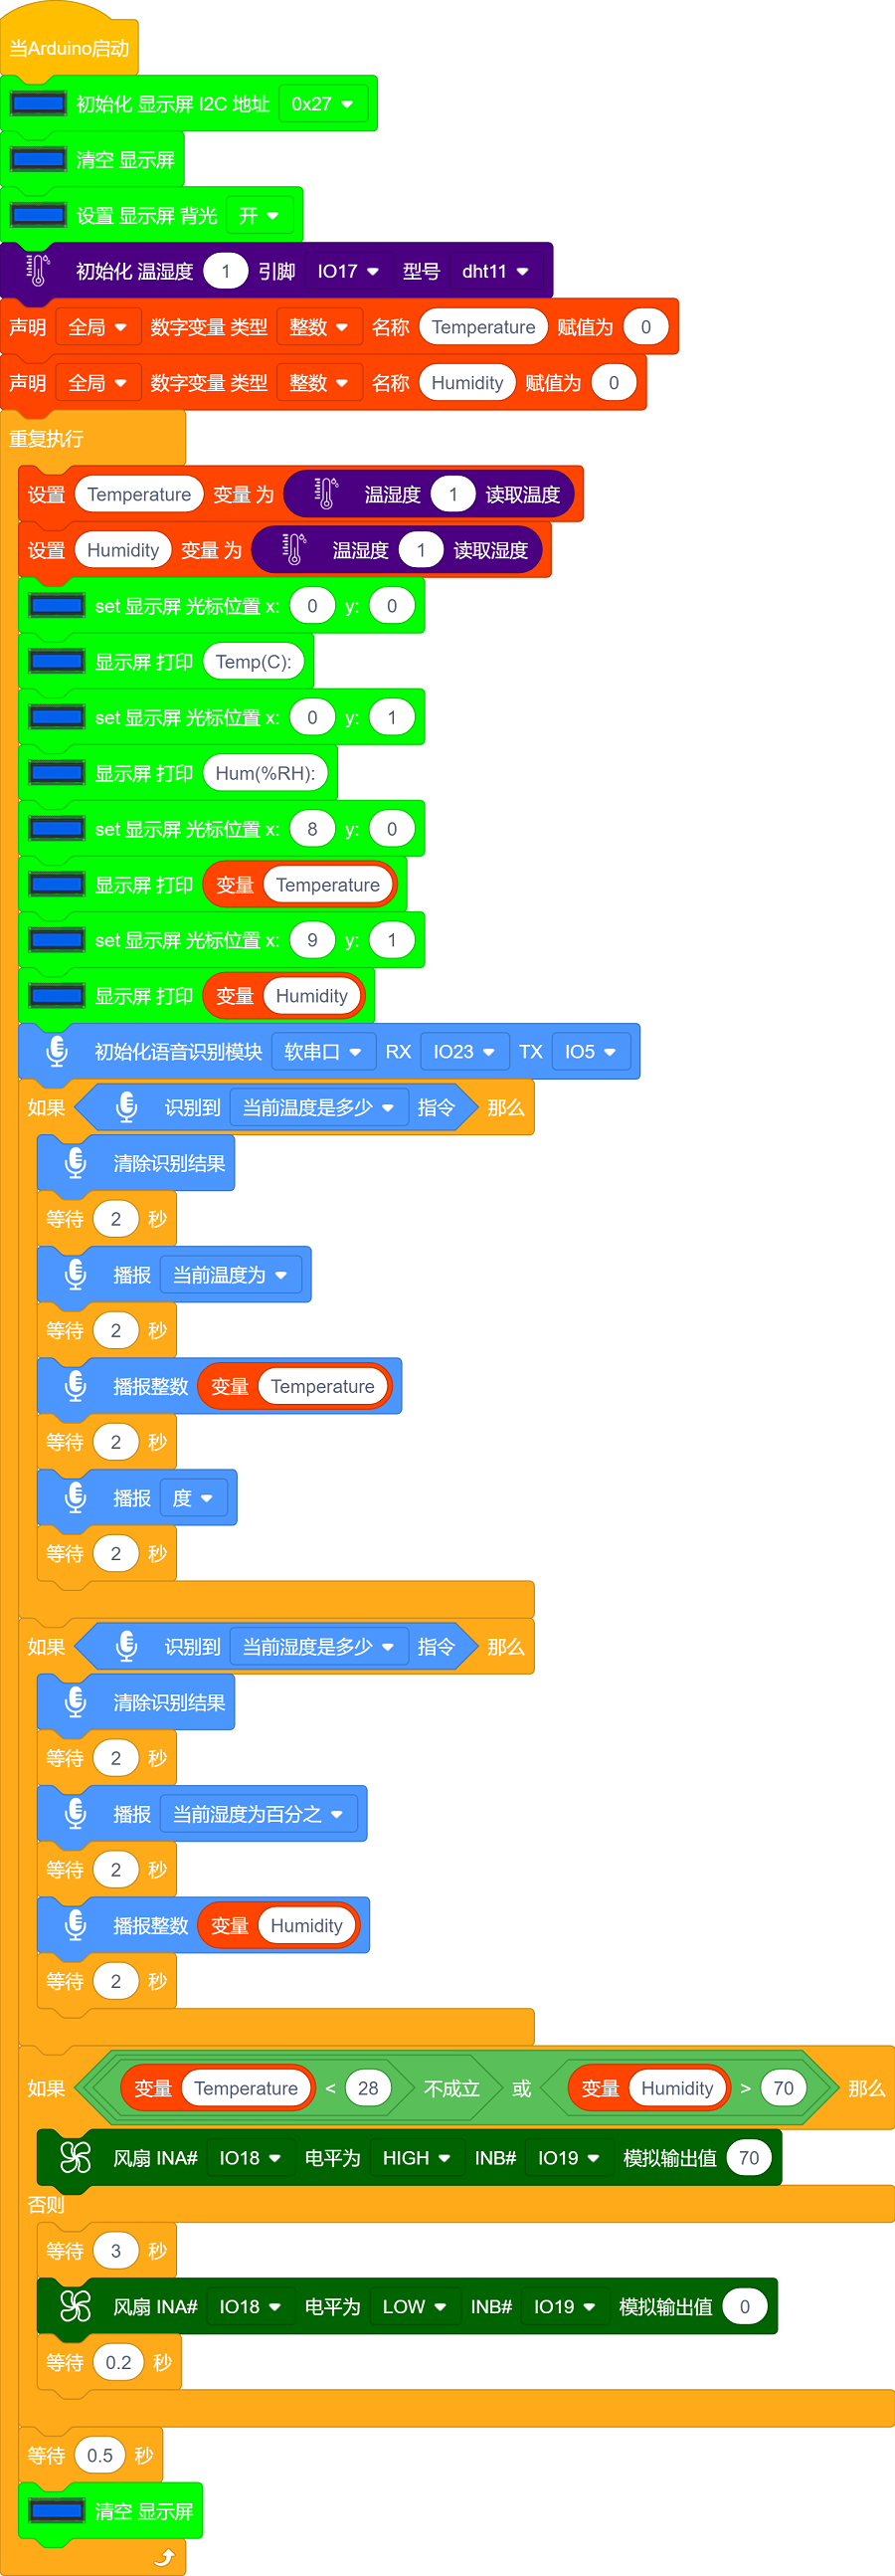 当Arduino启动
初始化 显示屏 I2C 地址 0x27
清空 显示屏
设置 显示屏 背光 开
初始化 温湿度 1 引脚 IO17 型号 dht11
声明 全局 数字变量 类型 整数 名称 Temperature 赋值为 0
声明 全局 数字变量 类型 整数 名称 Humidity 赋值为 0
重复执行
设置 Temperature 变量 为 温湿度 1 读取温度
设置 Humidity 变量 为 温湿度 1 读取湿度
set 显示屏 光标位置 x: 0 y: 0
显示屏 打印 Temp(C):
set 显示屏 光标位置 x: 0 y: 1
显示屏 打印 Hum(%RH):
set 显示屏 光标位置 x: 8 y: 0
显示屏 打印 变量 Temperature
set 显示屏 光标位置 x: 9 y: 1
显示屏 打印 变量 Humidity
初始化语音识别模块 软串口 RX IO23 TX IO5
如果 识别到 当前温度是多少 指令 那么
清除识别结果
等待 2 秒
播报 当前温度为
等待 2 秒
播报整数 变量 Temperature
等待 2 秒
播报 度
等待 2 秒
如果 识别到 当前湿度是多少 指令 那么
清除识别结果
等待 2 秒
播报 当前湿度为百分之
等待 2 秒
播报整数 变量 Humidity
等待 2 秒
如果 变量 Temperature < 28 不成立 或 变量 Humidity > 70 那么
风扇 INA# IO18 电平为 HIGH INB# IO19 模拟输出值 70
否则
等待 3 秒
风扇 INA# IO18 电平为 LOW INB# IO19 模拟输出值 0
等待 0.2 秒
等待 0.5 秒
清空 显示屏